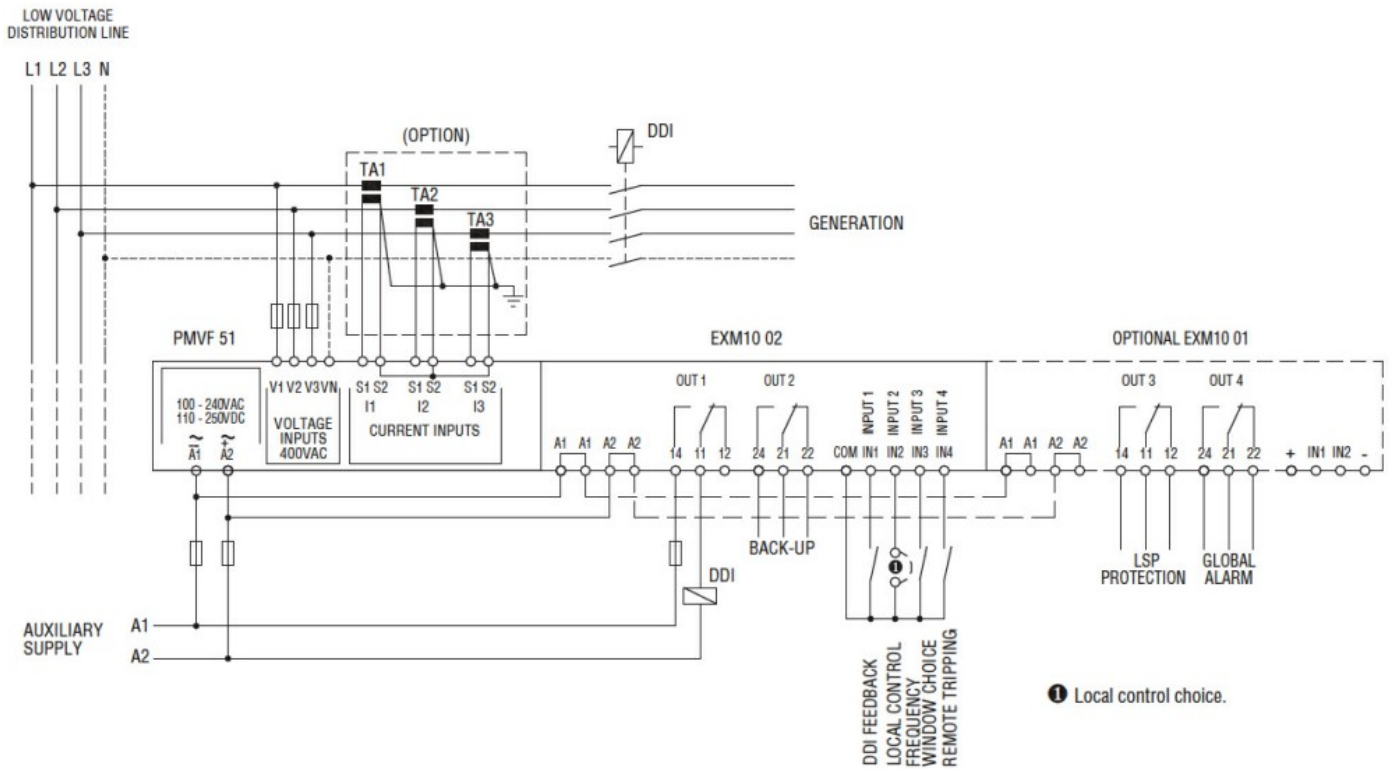 LOW VOLTAGE
DISTRIBUTION LINE
L1 L2 L3 N
(OPTION)
DDI
TA1
TA2
TA3
GENERATION
PMVF 51
EXM10 02
OPTIONAL EXM10 01
100 - 240VAC
110 - 250VDC
~ ~
− +
A1 A2
V1 V2 V3 VN
VOLTAGE
INPUTS
400VAC
S1 S2 S1 S2 S1 S2
I1 I2 I3
CURRENT INPUTS
OUT 1 OUT 2
INPUT 1
INPUT 2
INPUT 3
INPUT 4
A1 A1 A2 A2 14 11 12 24 21 22 COM IN1 IN2 IN3 IN4
OUT 3 OUT 4
A1 A1 A2 A2 14 11 12 24 21 22 + IN1 IN2 -
BACK-UP
LSP
PROTECTION
GLOBAL
ALARM
❶
DDI
AUXILIARY
SUPPLY
A1
A2
DDI FEEDBACK
LOCAL CONTROL
FREQUENCY
WINDOW CHOICE
REMOTE TRIPPING
❶ Local control choice.